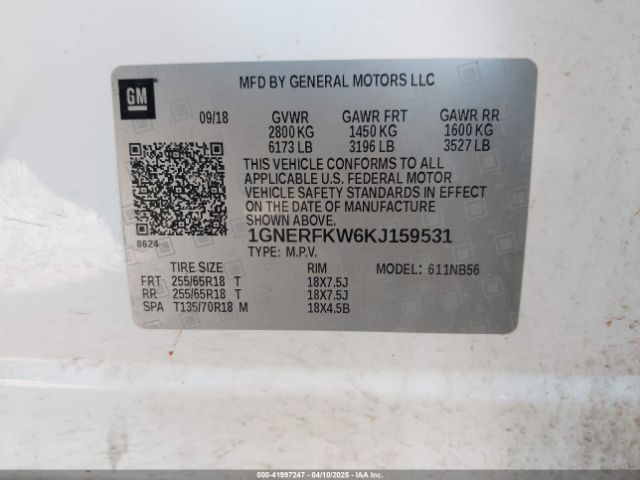 GM
MFD BY GENERAL MOTORS LLC
09/18 GVWR GAWR FRT GAWR RR
2800 KG 1450 KG 1600 KG
6173 LB 3196 LB 3527 LB
THIS VEHICLE CONFORMS TO ALL
APPLICABLE U.S. FEDERAL MOTOR
VEHICLE SAFETY STANDARDS IN EFFECT
ON THE DATE OF MANUFACTURE
SHOWN ABOVE.
8624
1GNERFKW6KJ159531
TYPE: M.P.V.
TIRE SIZE RIM MODEL: 611NB56
FRT 255/65R18 T 18X7.5J
RR 255/65R18 T 18X7.5J
SPA T135/70R18 M 18X4.5B
000-41997247 - 04/10/2025 - IAAI.COM